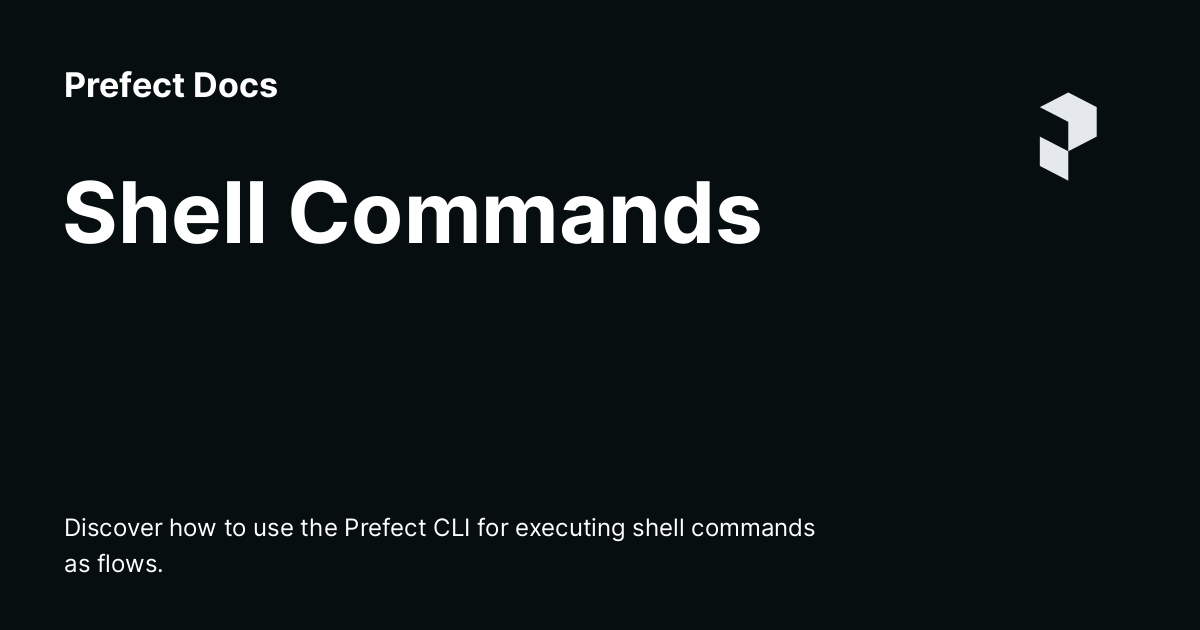 Prefect Docs
Shell Commands
Discover how to use the Prefect CLI for executing shell commands
as flows.